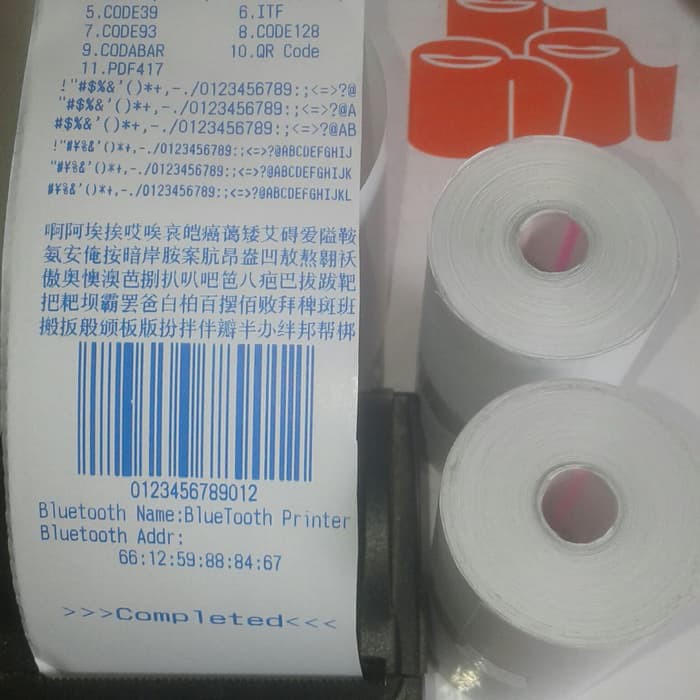 5.CODE39 6.ITF
7.CODE93 8.CODE128
9.CODABAR 10.QR Code
11.PDF417
!"#$%&'()*+,-./0123456789:;<=>?@
"#$%&'()*+,-./0123456789:;<=>?@A
#$%&'()*+,-./0123456789:;<=>?@AB
!"#¥%&'()*+,-./0123456789:;<=>?@ABCDEFGHIJ
"#¥%&'()*+,-./0123456789:;<=>?@ABCDEFGHIJK
#¥%&'()*+,-./0123456789:;<=>?@ABCDEFGHIJKL
啊阿埃挨哎唉哀皑癌蔼矮艾碍爱隘鞍
氨安俺按暗岸胺案肮昂盎凹敖熬翱袄
傲奥懊澳芭捌扒叭吧笆八疤巴拔跋靶
把耙坝霸罢爸白柏百摆佰败拜稗斑班
搬扳般颁板版扮拌伴瓣半办绊邦帮梆
0123456789012
Bluetooth Name:BlueTooth Printer
Bluetooth Addr:
66:12:59:88:84:67
>>>Completed<<<